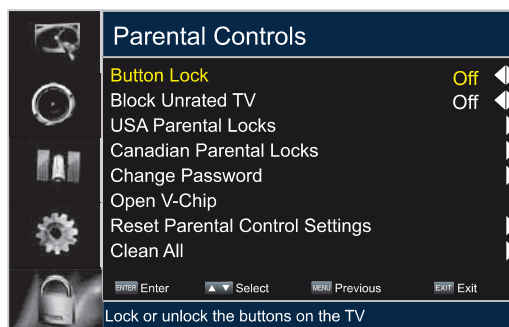 Parental Controls
Button Lock Off
Block Unrated TV Off
USA Parental Locks
Canadian Parental Locks
Change Password
Open V-Chip
Reset Parental Control Settings
Clean All
ENTER Enter Select MENU Previous EXIT Exit
Lock or unlock the buttons on the TV